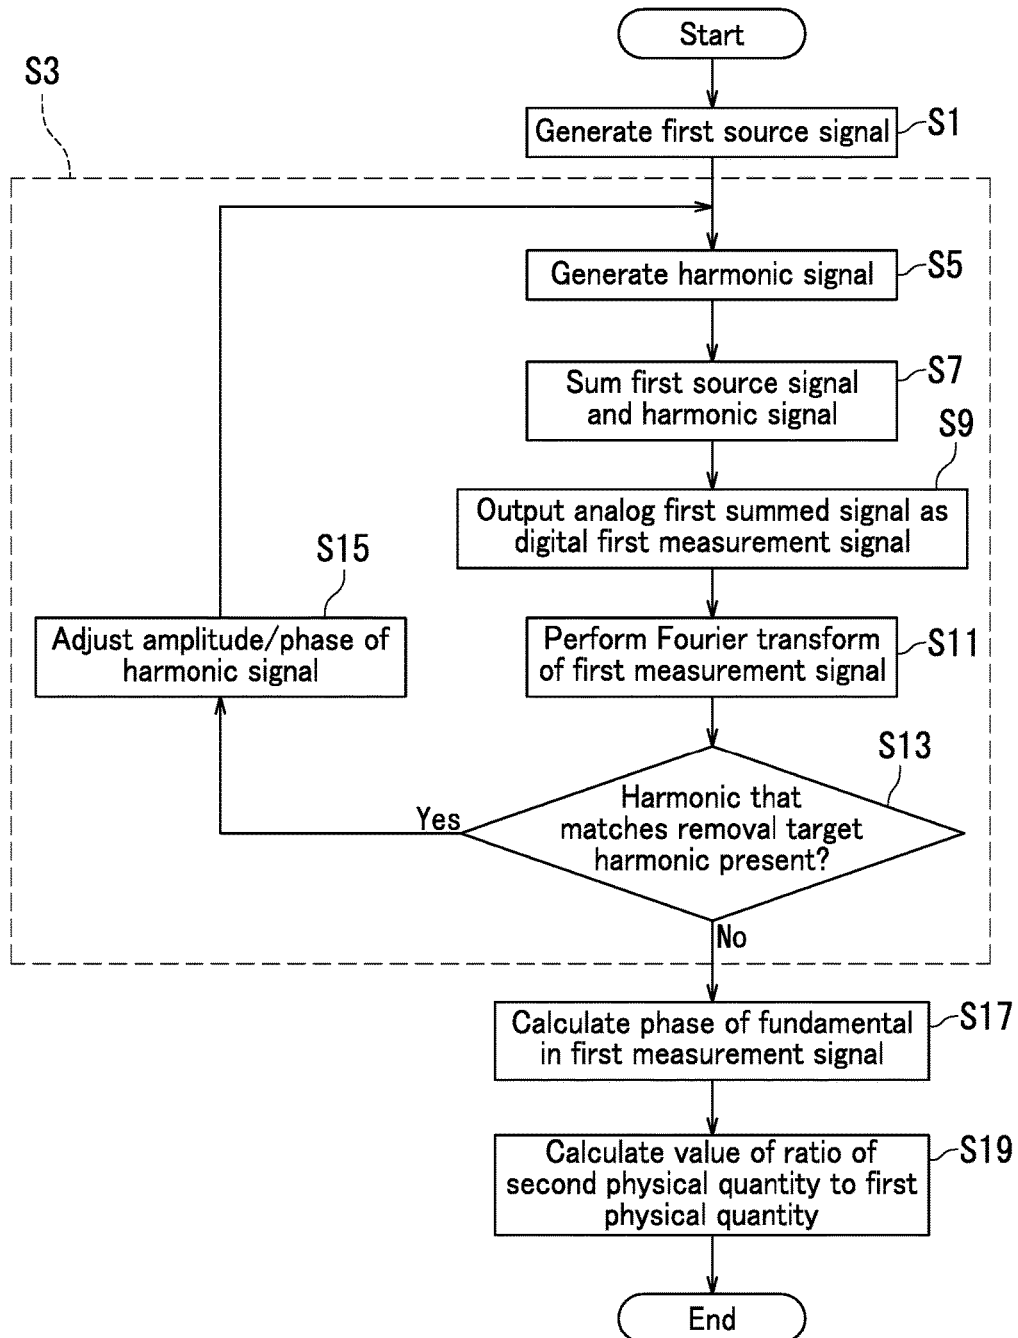 Start
S3
Generate first source signal
S1
Generate harmonic signal
S5
Sum first source signal
and harmonic signal
S7
Output analog first summed signal as
digital first measurement signal
S9
Perform Fourier transform
of first measurement signal
S11
Adjust amplitude/phase of
harmonic signal
S15
Harmonic that
matches removal target
harmonic present?
S13
Yes
No
Calculate phase of fundamental
in first measurement signal
S17
Calculate value of ratio of
second physical quantity to first
physical quantity
S19
End